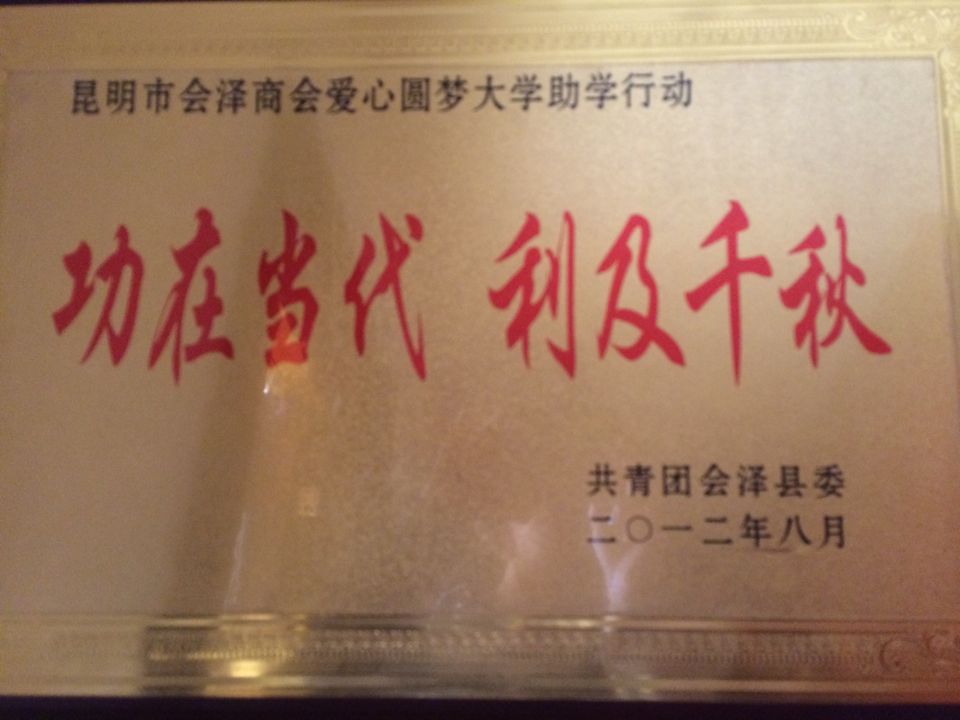 昆明市会泽商会爱心圆梦大学助学行动
功在当代 利及千秋
共青团会泽县委
二〇一二年八月